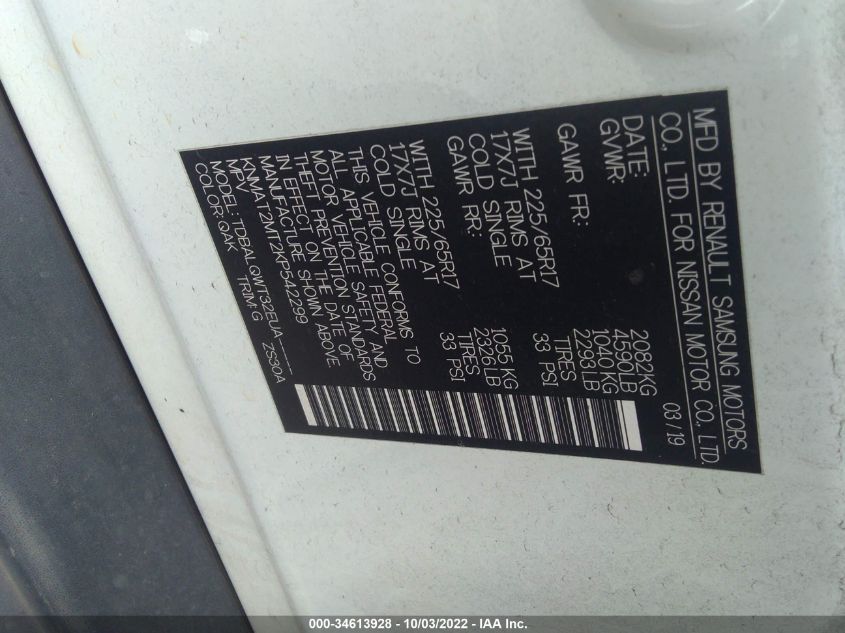 MFD BY RENAULT SAMSUNG MOTORS
CO., LTD. FOR NISSAN MOTOR CO., LTD.
DATE: 03/19
GVWR: 2082KG
4590LB
GAWR FR: 1040KG
2293LB
WITH 225/65R17 TIRES
17X7J RIMS AT 33 PSI
COLD SINGLE
GAWR RR: 1055 KG
2326 LB
WITH 225/65R17 TIRES
17X7J RIMS AT 33 PSI
COLD SINGLE
THIS VEHICLE CONFORMS TO
ALL APPLICABLE FEDERAL
MOTOR VEHICLE SAFETY AND
THEFT PREVENTION STANDARDS
IN EFFECT ON THE DATE OF
MANUFACTURE SHOWN ABOVE
KNMAT2MT2KP542299
MPV
MODEL: TDBALQWT32EUA----- ZS30A
COLOR: QAK TRIM: G
000-34613928 - 10/03/2022 - IAA Inc.